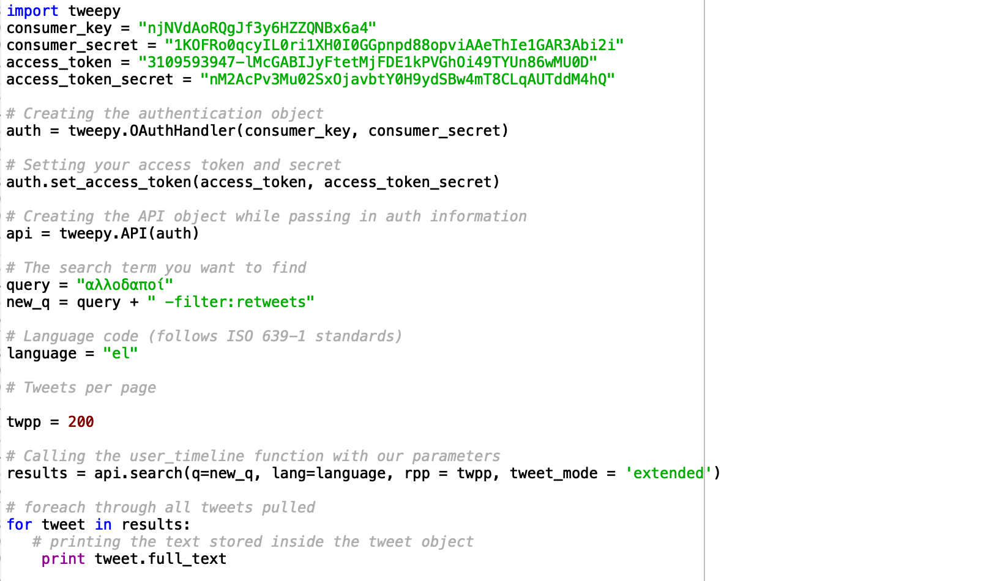 import tweepy
consumer_key = "njNVdAoRQgJf3y6HZZQNBx6a4"
consumer_secret = "1KOFRo0qcyIL0ri1XH0I0GGpnpd88opviAAeThIe1GAR3Abi2i"
access_token = "3109593947-lMcGABIJyFtetMjFDE1kPVGhOi49TYUn86wMU0D"
access_token_secret = "nM2AcPv3Mu02SxOjavbtY0H9ydSBw4mT8CLqAUTddM4hQ"
# Creating the authentication object
auth = tweepy.OAuthHandler(consumer_key, consumer_secret)
# Setting your access token and secret
auth.set_access_token(access_token, access_token_secret)
# Creating the API object while passing in auth information
api = tweepy.API(auth)
# The search term you want to find
query = "αλλοδαποί"
new_q = query + " -filter:retweets"
# Language code (follows ISO 639-1 standards)
language = "el"
# Tweets per page
twpp = 200
# Calling the user_timeline function with our parameters
results = api.search(q=new_q, lang=language, rpp = twpp, tweet_mode = 'extended')
# foreach through all tweets pulled
for tweet in results:
   # printing the text stored inside the tweet object
    print tweet.full_text